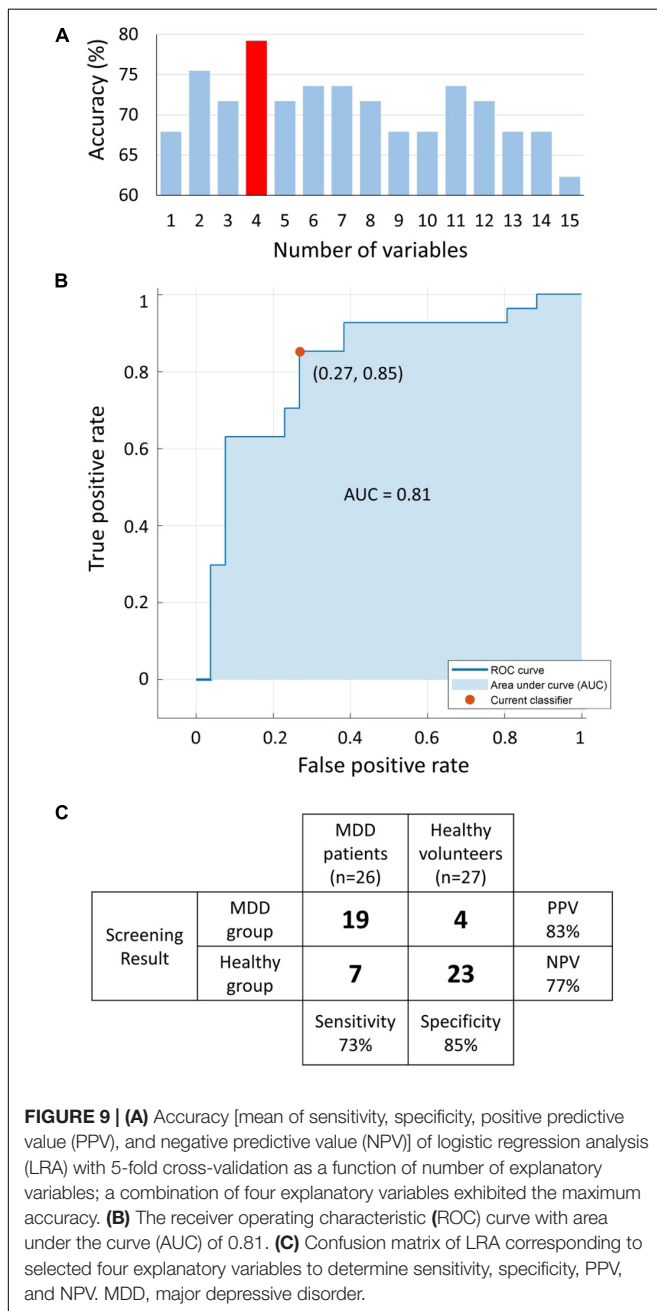 A
Accuracy (%)
80
75
70
65
60
1 2 3 4 5 6 7 8 9 10 11 12 13 14 15
Number of variables
B
True positive rate
1
0.8
0.6
0.4
0.2
0
(0.27, 0.85)
AUC = 0.81
ROC curve
Area under curve (AUC)
Current classifier
0 0.2 0.4 0.6 0.8 1
False positive rate
C
MDD patients (n=26)
Healthy volunteers (n=27)
Screening Result
MDD group
19
4
PPV 83%
Healthy group
7
23
NPV 77%
Sensitivity 73%
Specificity 85%
FIGURE 9 | (A) Accuracy [mean of sensitivity, specificity, positive predictive
value (PPV), and negative predictive value (NPV)] of logistic regression analysis
(LRA) with 5-fold cross-validation as a function of number of explanatory
variables; a combination of four explanatory variables exhibited the maximum
accuracy. (B) The receiver operating characteristic (ROC) curve with area
under the curve (AUC) of 0.81. (C) Confusion matrix of LRA corresponding to
selected four explanatory variables to determine sensitivity, specificity, PPV,
and NPV. MDD, major depressive disorder.